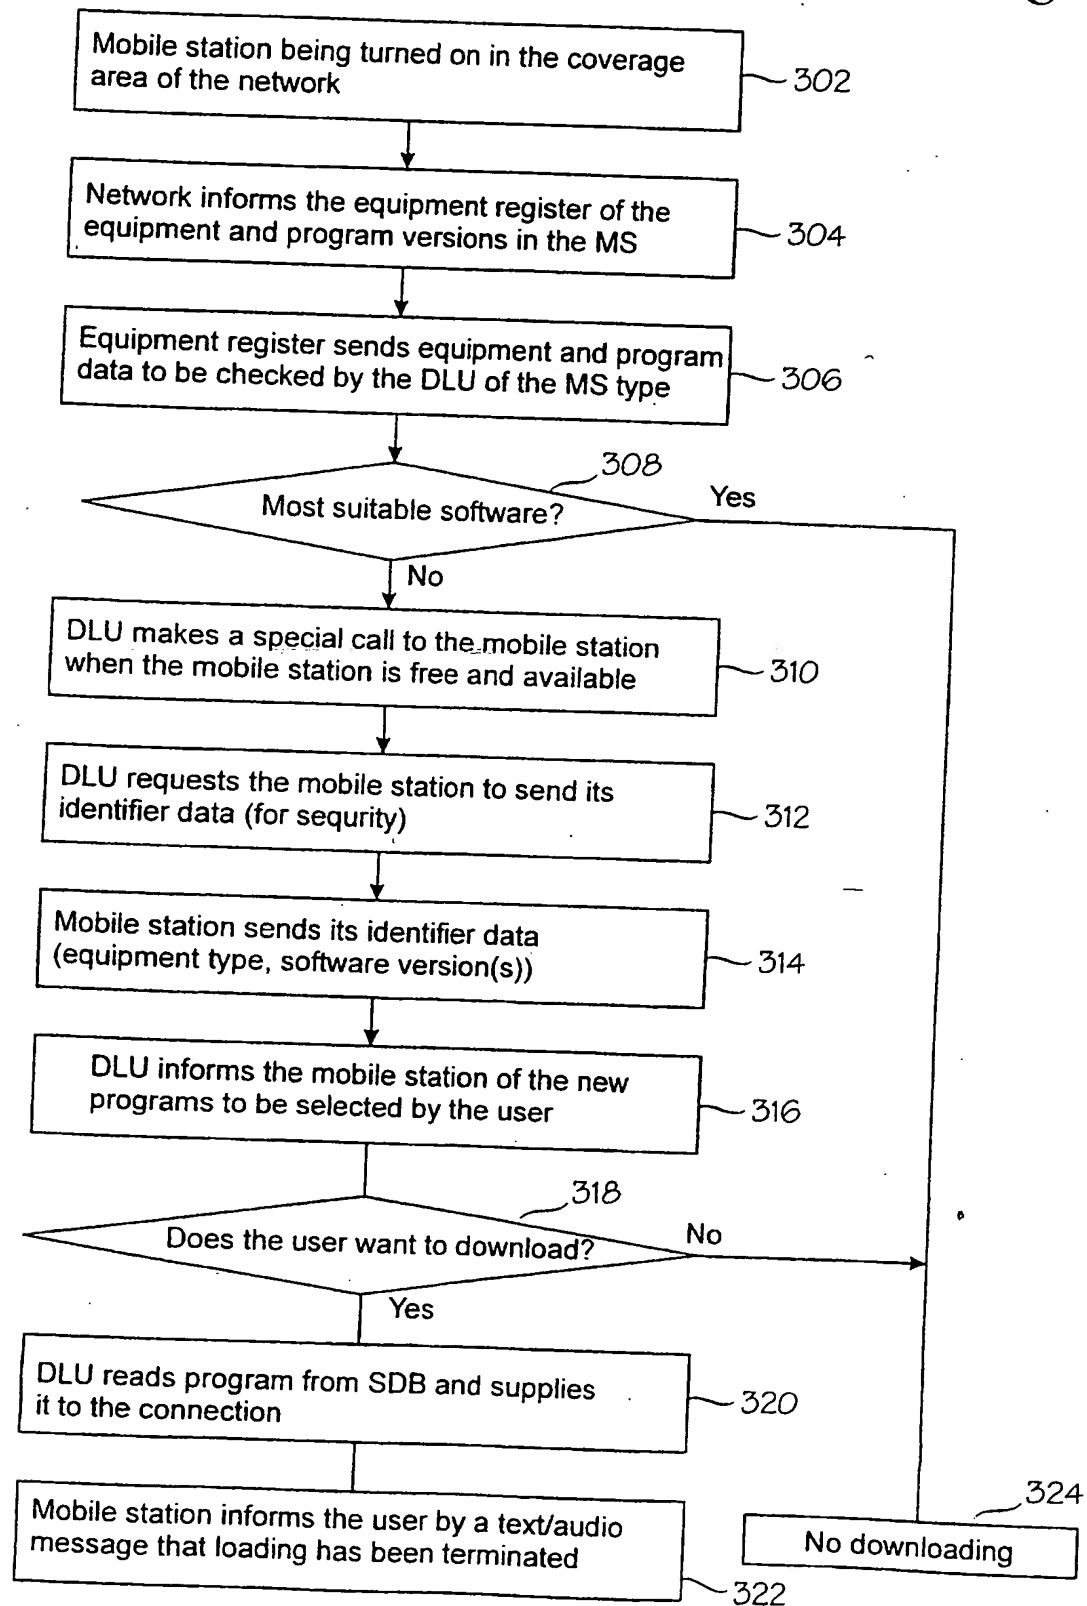 Mobile station being turned on in the coverage
area of the network
302
Network informs the equipment register of the
equipment and program versions in the MS
304
Equipment register sends equipment and program
data to be checked by the DLU of the MS type
306
308
Most suitable software?
Yes
No
DLU makes a special call to the mobile station
when the mobile station is free and available
310
DLU requests the mobile station to send its
identifier data (for sequrity)
312
Mobile station sends its identifier data
(equipment type, software version(s))
314
DLU informs the mobile station of the new
programs to be selected by the user
316
318
Does the user want to download?
No
Yes
DLU reads program from SDB and supplies
it to the connection
320
Mobile station informs the user by a text/audio
message that loading has been terminated
322
324
No downloading